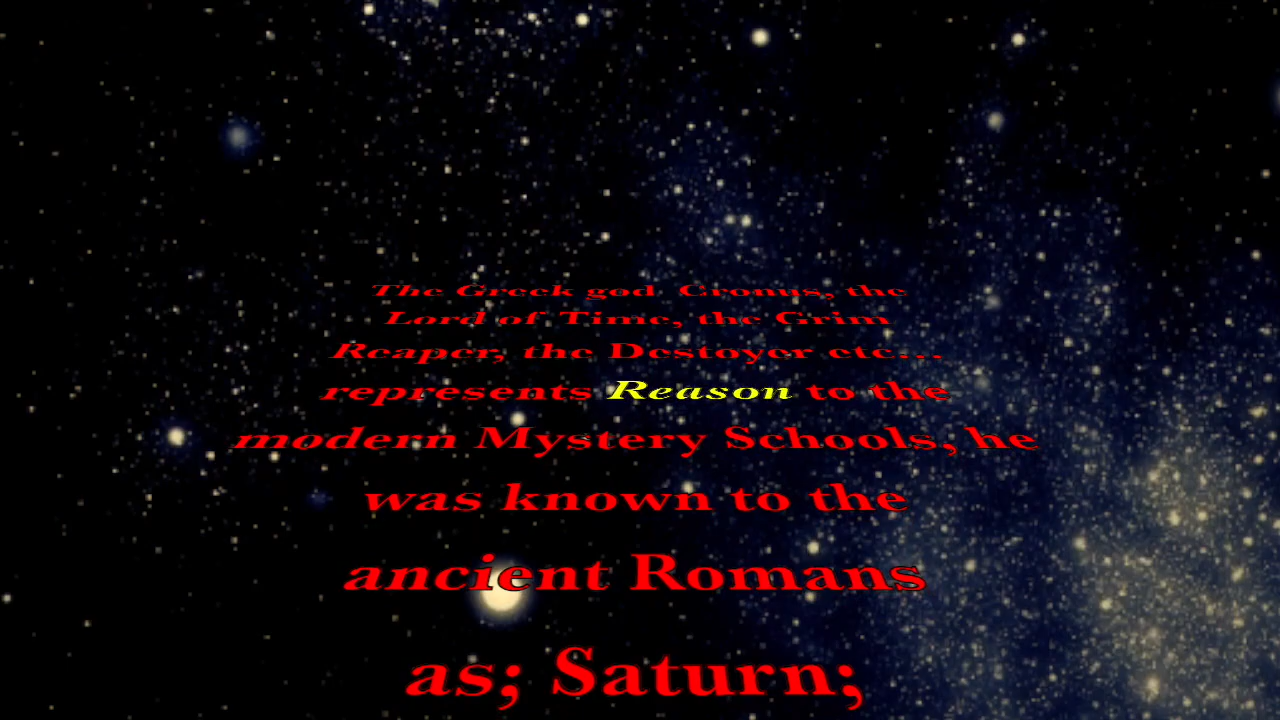 The Greek god Cronus, the
Lord of Time, the Grim
Reaper, the Destoyer etc...
represents Reason to the
modern Mystery Schools, he
was known to the
ancient Romans
as; Saturn;